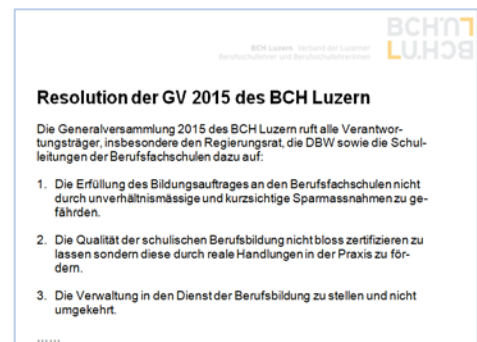 BCH LU:
LU.HCB
BCH Luzern Verband der Luzerner
Berufsschullehrer und Berufsschullehrerinnen
Resolution der GV 2015 des BCH Luzern
Die Generalversammlung 2015 des BCH Luzern ruft alle Verantwor-
tungsträger, insbesondere den Regierungsrat, die DBW sowie die Schul-
leitungen der Berufsfachschulen dazu auf:
1. Die Erfüllung des Bildungsauftrages an den Berufsfachschulen nicht
durch unverhältnismässige und kurzsichtige Sparmassnahmen zu ge-
fährden.
2. Die Qualität der schulischen Berufsbildung nicht bloss zertifizieren zu
lassen sondern diese durch reale Handlungen in der Praxis zu för-
dern.
3. Die Verwaltung in den Dienst der Berufsbildung zu stellen und nicht
umgekehrt.
......